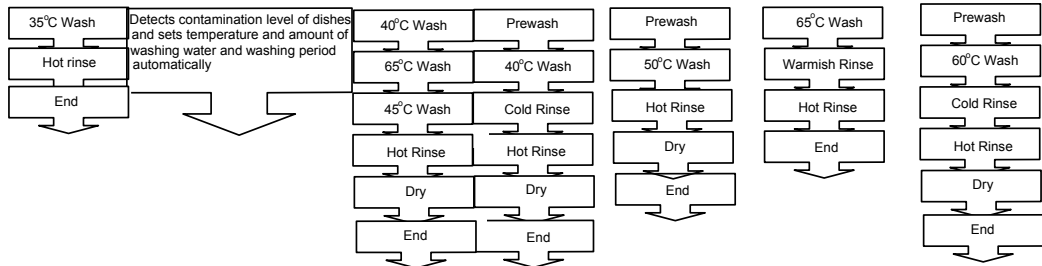 35°C Wash
Hot rinse
End
Detects contamination level of dishes
and sets temperature and amount of
washing water and washing period
automatically
40°C Wash
65°C Wash
45°C Wash
Hot Rinse
Dry
End
Prewash
40°C Wash
Cold Rinse
Hot Rinse
Dry
End
Prewash
50°C Wash
Hot Rinse
Dry
End
65°C Wash
Warmish Rinse
Hot Rinse
End
Prewash
60°C Wash
Cold Rinse
Hot Rinse
Dry
End